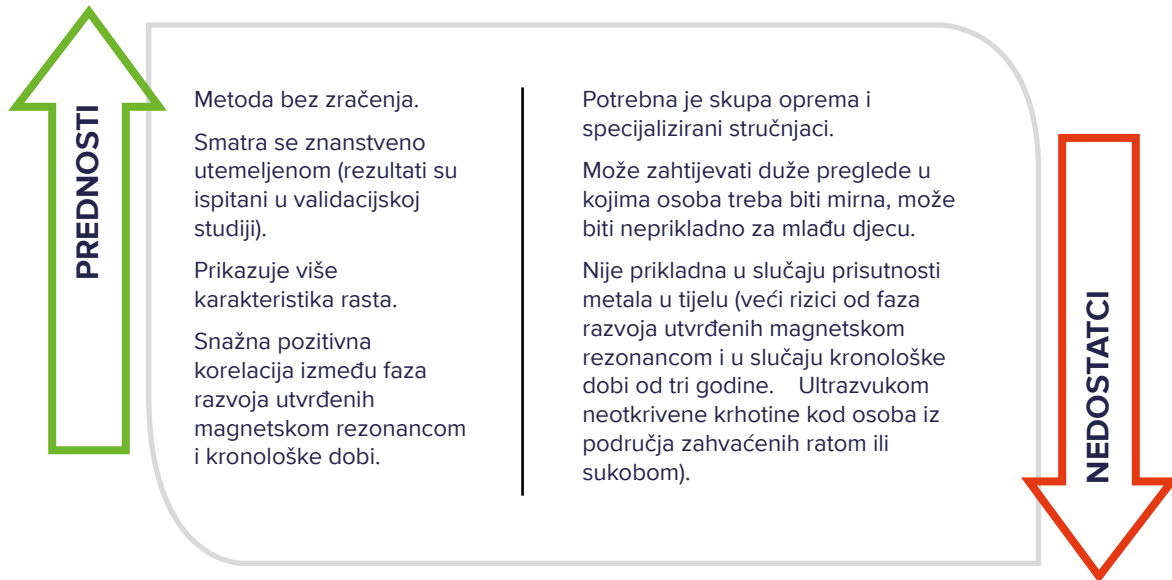 PREDNOSTI
Metoda bez zračenja.
Smatra se znanstveno
utemeljenom (rezultati su
ispitani u validacijskoj
studiji).
Prikazuje više
karakteristika rasta.
Snažna pozitivna
korelacija između faza
razvoja utvrđenih
magnetskom rezonancom
i kronološke dobi.
Potrebna je skupa oprema i
specijalizirani stručnjaci.
Može zahtijevati duže preglede u
kojima osoba treba biti mirna, može
biti neprikladno za mlađu djecu.
Nije prikladna u slučaju prisutnosti
metala u tijelu (veći rizici od faza
razvoja utvrđenih magnetskom
rezonancom i u slučaju kronološke
dobi od tri godine. Ultrazvukom
neotkrivene krhotine kod osoba iz
područja zahvaćenih ratom ili
sukobom).
NEDOSTATCI